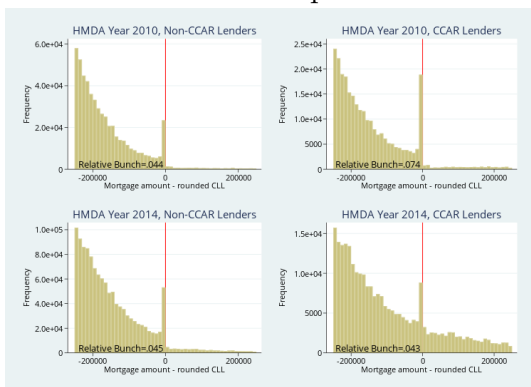 HMDA Year 2010, Non-CCAR Lenders
6.0e+04
4.0e+04
2.0e+04
0
Frequency
Relative Bunch=.044
-200000 0 200000
Mortgage amount - rounded CLL
HMDA Year 2010, CCAR Lenders
2.5e+04
2.0e+04
1.5e+04
1.0e+04
5000
0
Frequency
Relative Bunch=.074
-200000 0 200000
Mortgage amount - rounded CLL
HMDA Year 2014, Non-CCAR Lenders
1.0e+05
8.0e+04
6.0e+04
4.0e+04
2.0e+04
0
Frequency
Relative Bunch=.045
-200000 0 200000
Mortgage amount - rounded CLL
HMDA Year 2014, CCAR Lenders
1.5e+04
1.0e+04
5000
0
Frequency
Relative Bunch=.043
-200000 0 200000
Mortgage amount - rounded CLL